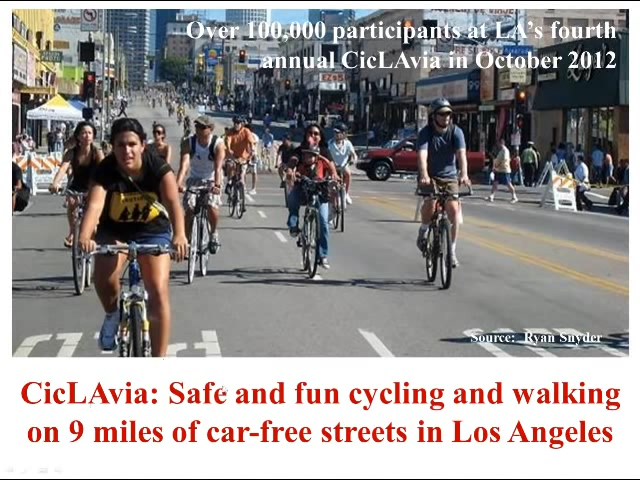 Over 100,000 participants at LA's fourth
annual CicLAvia in October 2012
Source: Ryan Snyder
CicLAvia: Safe and fun cycling and walking
on 9 miles of car-free streets in Los Angeles